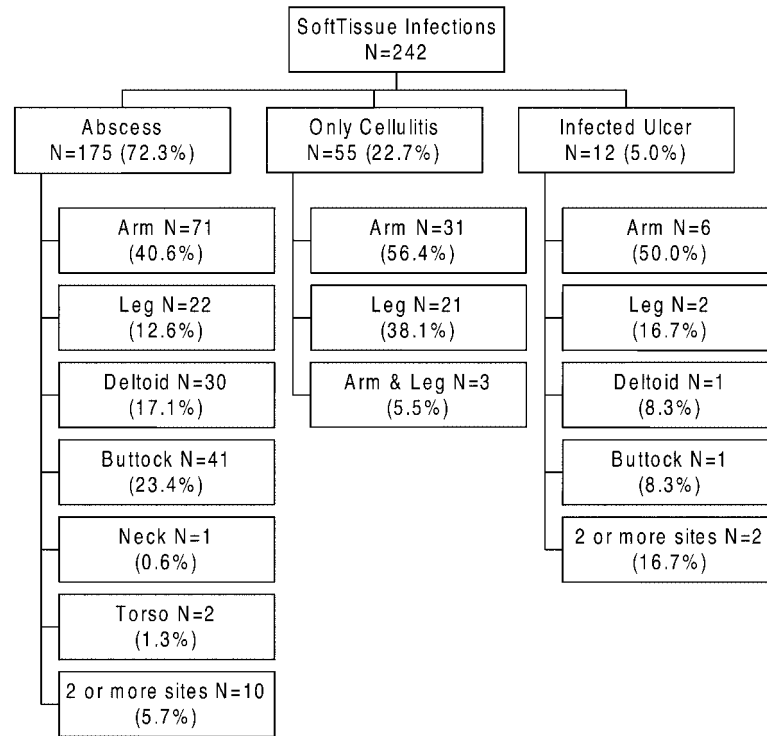 SoftTissue Infections
N=242
Abscess
N=175 (72.3%)
Only Cellulitis
N=55 (22.7%)
Infected Ulcer
N=12 (5.0%)
Arm N=71
(40.6%)
Leg N=22
(12.6%)
Deltoid N=30
(17.1%)
Buttock N=41
(23.4%)
Neck N=1
(0.6%)
Torso N=2
(1.3%)
2 or more sites N=10
(5.7%)
Arm N=31
(56.4%)
Leg N=21
(38.1%)
Arm & Leg N=3
(5.5%)
Arm N=6
(50.0%)
Leg N=2
(16.7%)
Deltoid N=1
(8.3%)
Buttock N=1
(8.3%)
2 or more sites N=2
(16.7%)